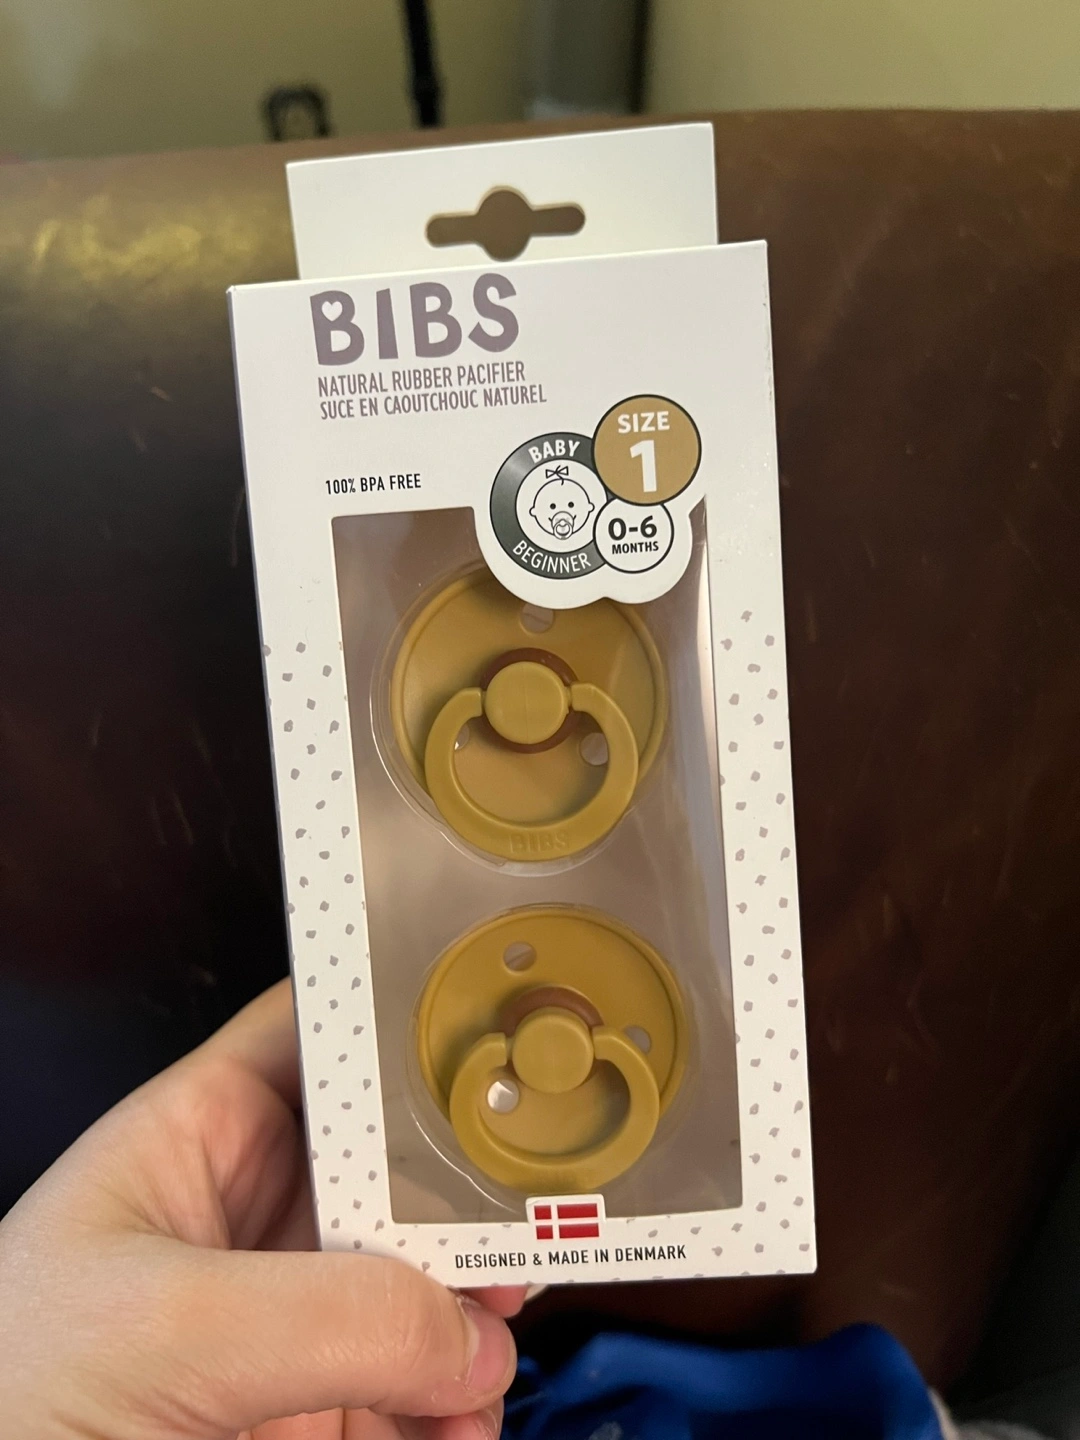 BIBS
NATURAL RUBBER PACIFIER
SUCE EN CAOUTCHOUC NATUREL
100% BPA FREE
BABY
BEGINNER
SIZE
1
0-6
MONTHS
BIBS
DESIGNED & MADE IN DENMARK